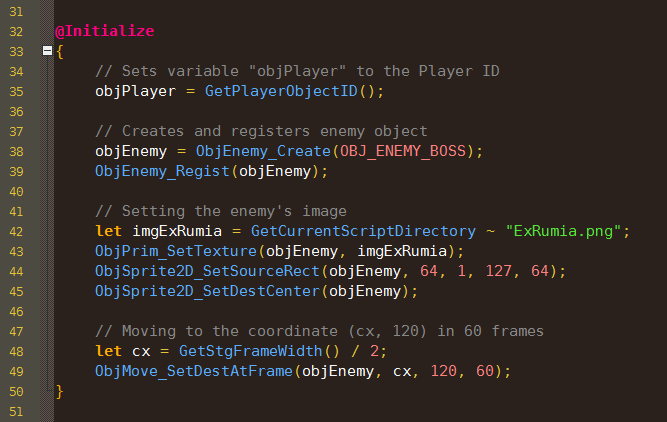 31
32 @Initialize
33 {
34 // Sets variable "objPlayer" to the Player ID
35 objPlayer = GetPlayerObjectID();
36
37 // Creates and registers enemy object
38 objEnemy = ObjEnemy_Create(OBJ_ENEMY_BOSS);
39 ObjEnemy_Regist(objEnemy);
40
41 // Setting the enemy's image
42 let imgExRumia = GetCurrentScriptDirectory ~ "ExRumia.png";
43 ObjPrim_SetTexture(objEnemy, imgExRumia);
44 ObjSprite2D_SetSourceRect(objEnemy, 64, 1, 127, 64);
45 ObjSprite2D_SetDestCenter(objEnemy);
46
47 // Moving to the coordinate (cx, 120) in 60 frames
48 let cx = GetStgFrameWidth() / 2;
49 ObjMove_SetDestAtFrame(objEnemy, cx, 120, 60);
50 }
51